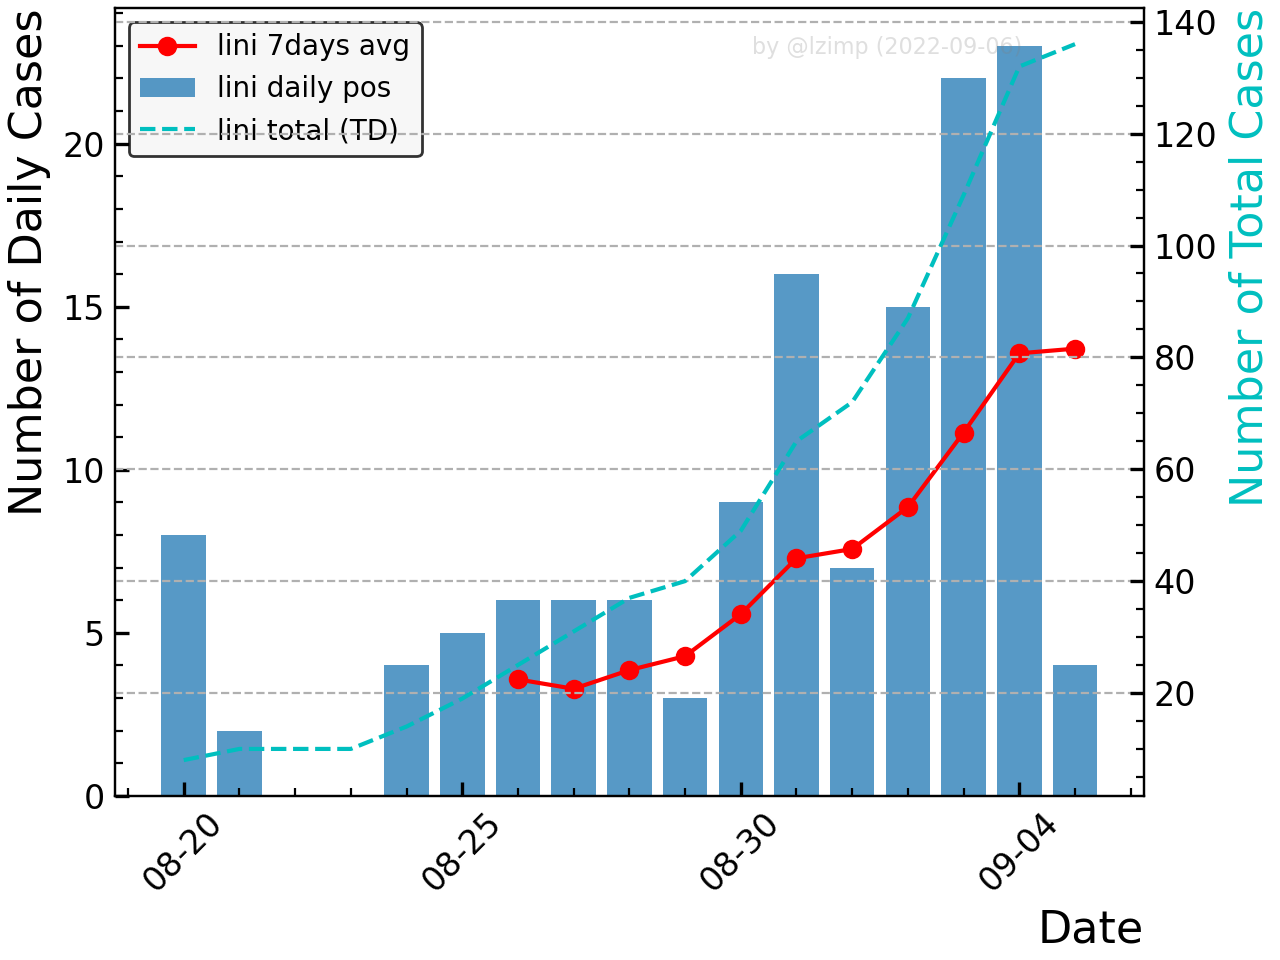 by @lzimp (2022-09-06)
lini 7days avg
lini daily pos
lini total (TD)
Number of Daily Cases
20
15
10
5
0
140
120
100
80
60
40
20
Number of Total Cases
08-20
08-25
08-30
09-04
Date